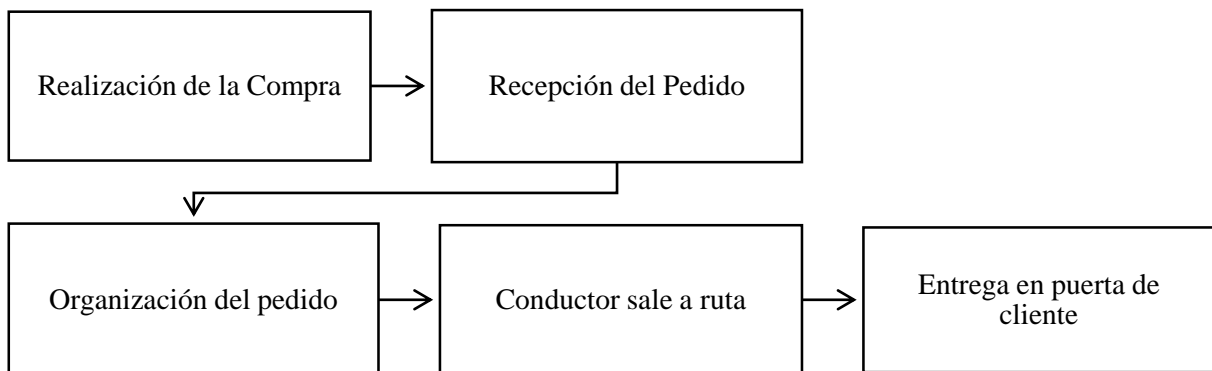 Realización de la Compra
Recepción del Pedido
Organización del pedido
Conductor sale a ruta
Entrega en puerta de
cliente